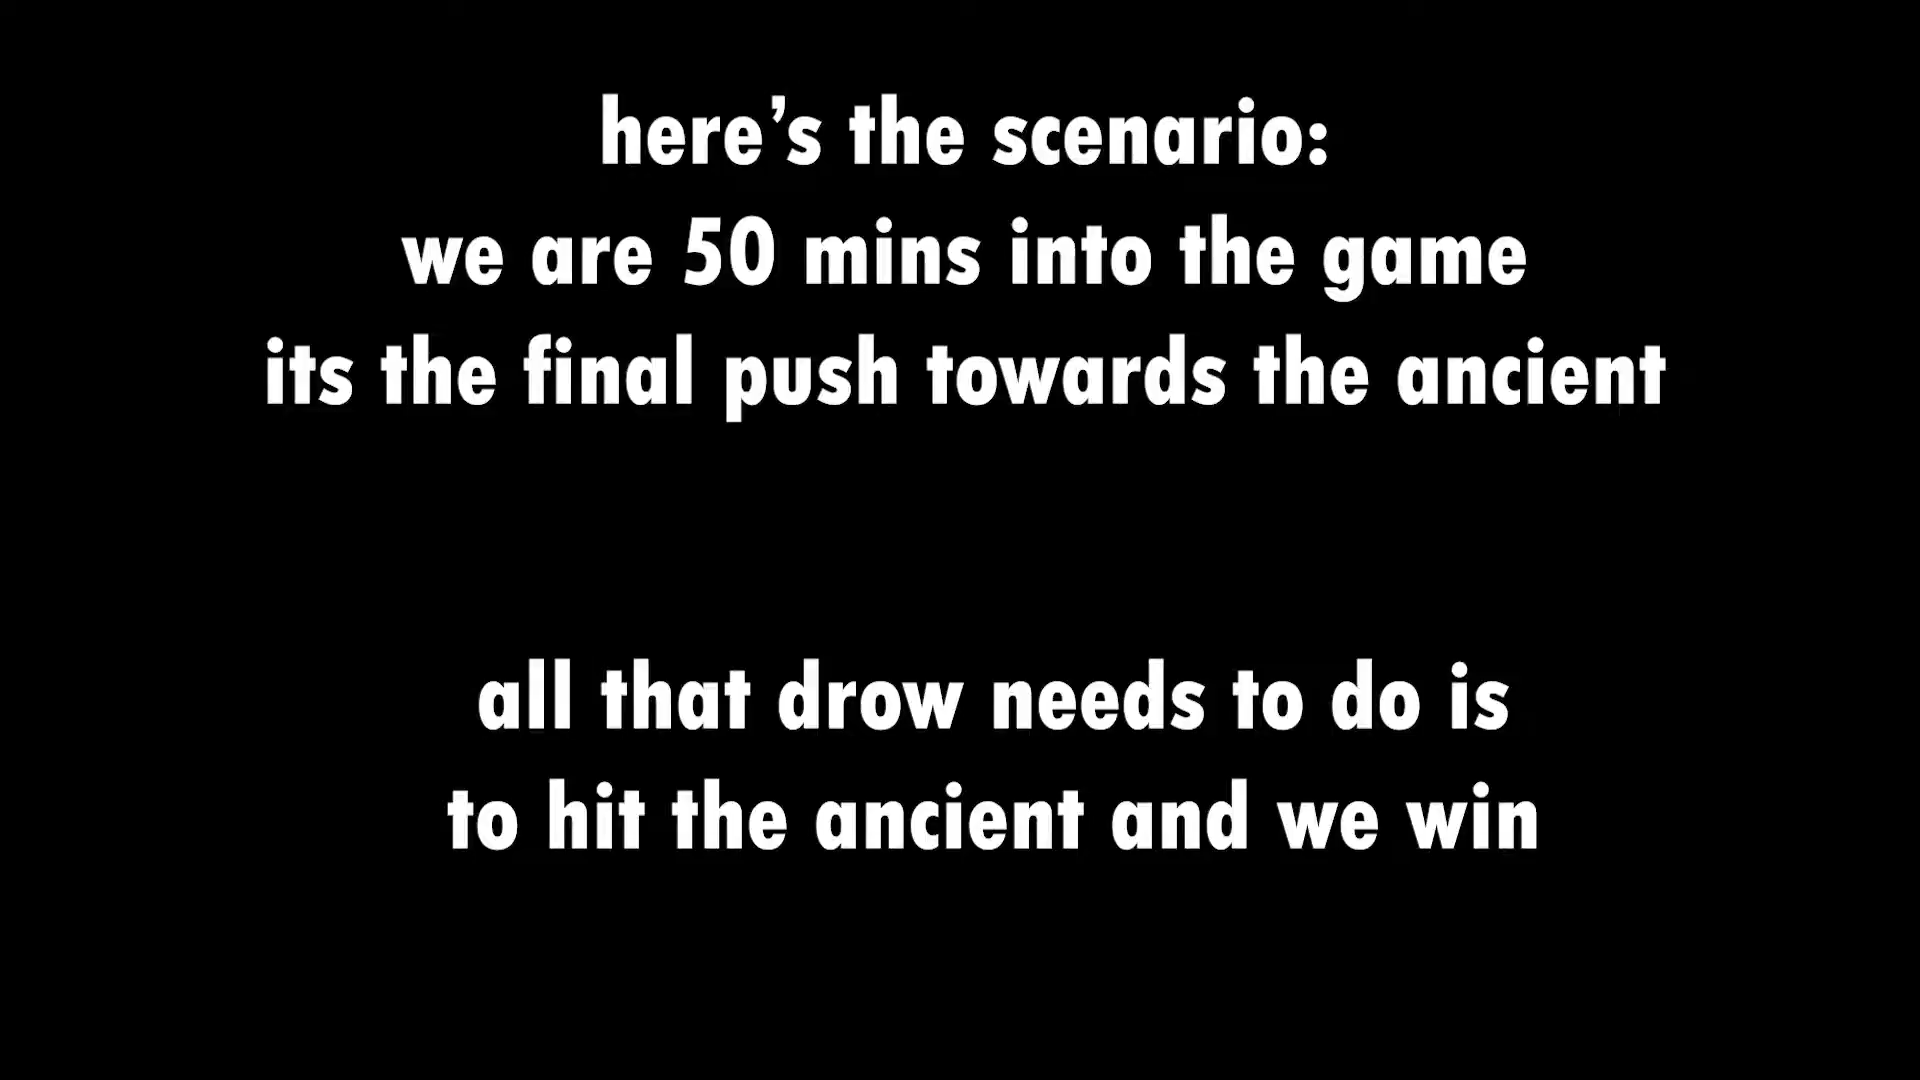 here’s the scenario:
we are 50 mins into the game
its the final push towards the ancient
all that drow needs to do is
to hit the ancient and we win